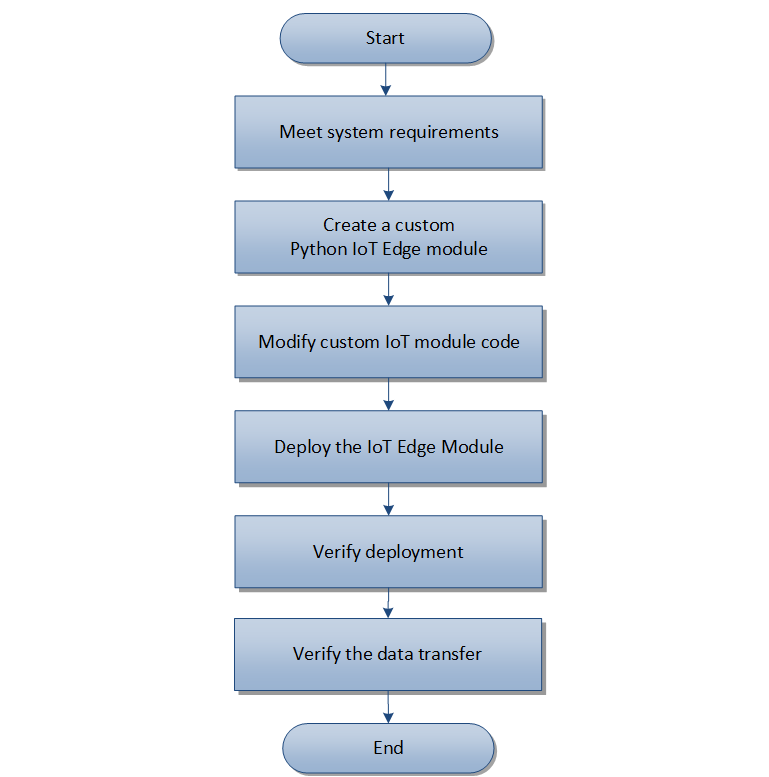 Start
Meet system requirements
Create a custom
Python IoT Edge module
Modify custom IoT module code
Deploy the IoT Edge Module
Verify deployment
Verify the data transfer
End